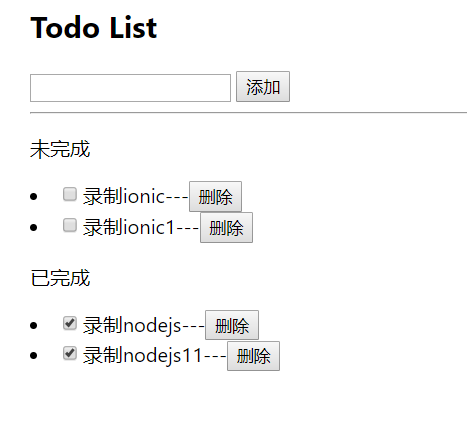 Todo List
添加
未完成
录制ionic---删除
录制ionic1---删除
已完成
录制nodejs---删除
录制nodejs11---删除